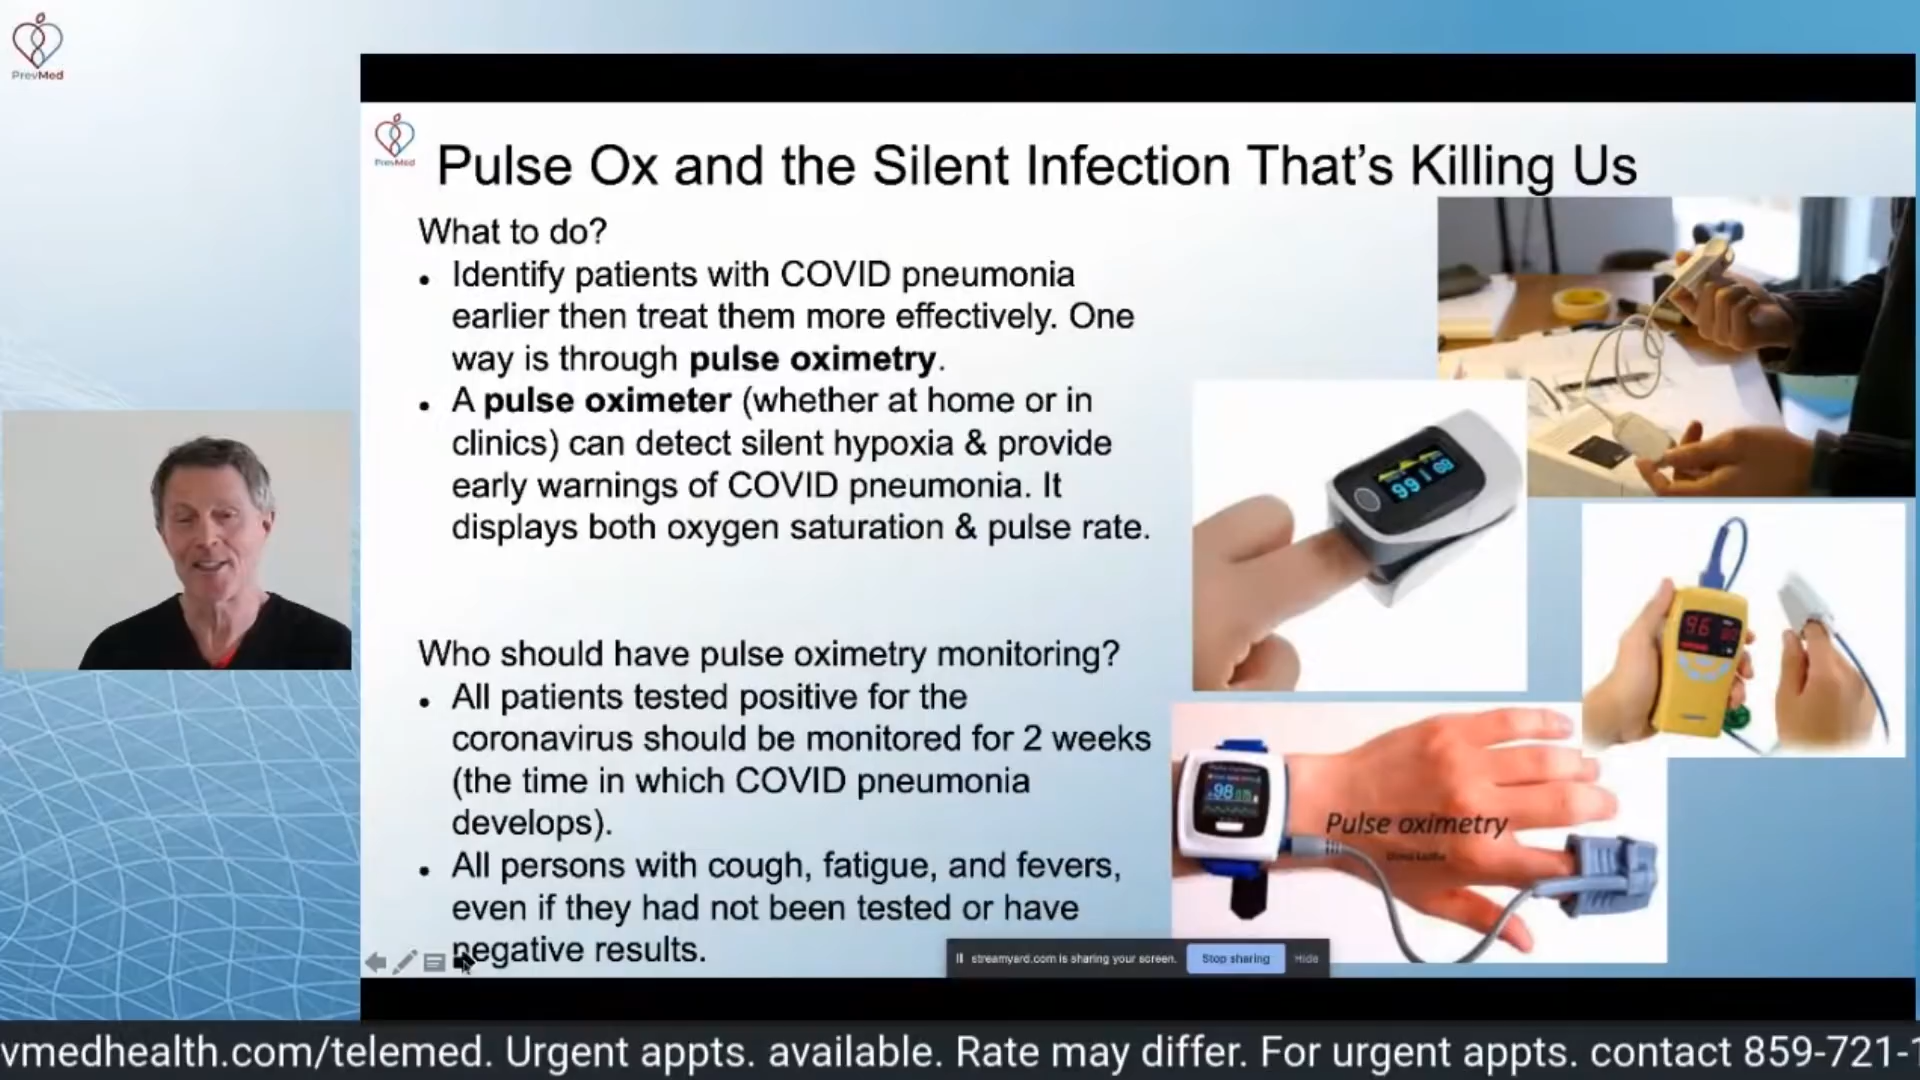 PrevMed
PrevMed
Pulse Ox and the Silent Infection That's Killing Us
What to do?
• Identify patients with COVID pneumonia
earlier then treat them more effectively. One
way is through pulse oximetry.
• A pulse oximeter (whether at home or in
clinics) can detect silent hypoxia & provide
early warnings of COVID pneumonia. It
displays both oxygen saturation & pulse rate.
Who should have pulse oximetry monitoring?
• All patients tested positive for the
coronavirus should be monitored for 2 weeks
(the time in which COVID pneumonia
develops).
• All persons with cough, fatigue, and fevers,
even if they had not been tested or have
negative results.
99
96
98
Pulse oximetry
streamyard.com is sharing your screen.
Stop sharing
Hide
vmedhealth.com/telemed. Urgent appts. available. Rate may differ. For urgent appts. contact 859-721-1